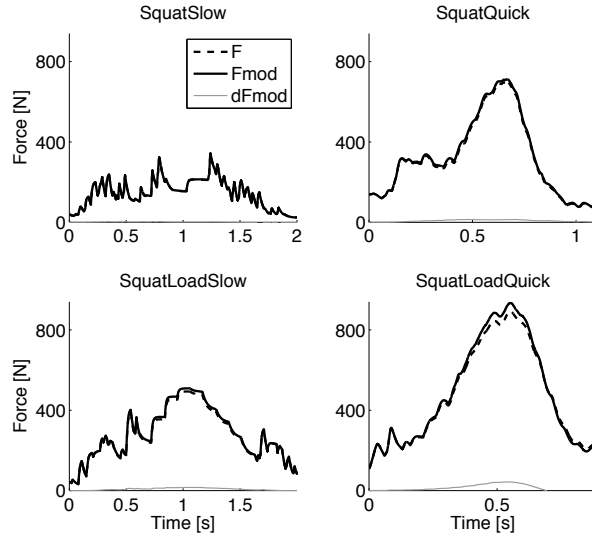 SquatSlow
SquatQuick
F
Fmod
dFmod
Force [N]
800
400
0
0 0.5 1 1.5 2
800
400
0
0 0.5 1
SquatLoadSlow
SquatLoadQuick
Force [N]
800
400
0
0 0.5 1 1.5
Time [s]
800
400
0
0 0.5
Time [s]